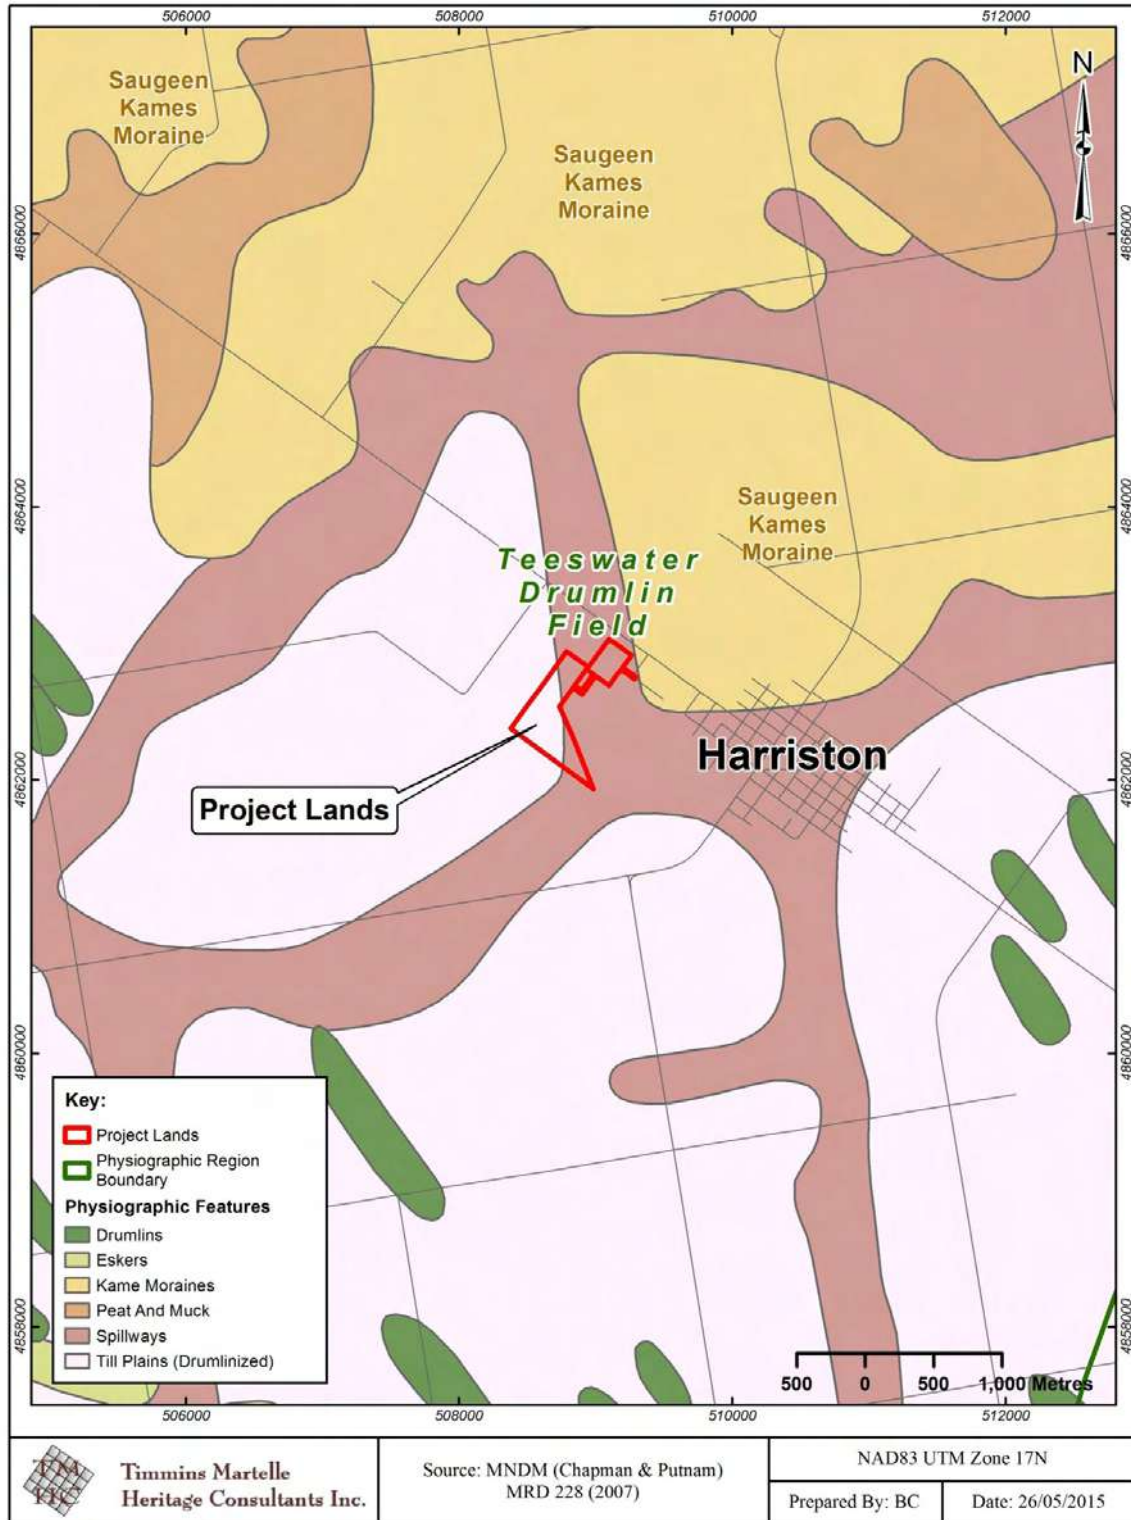 506000
508000
510000
512000
Saugeen
Kames
Moraine
Saugeen
Kames
Moraine
N
4866000
4866000
4864000
4864000
Saugeen
Kames
Moraine
Teeswater
Drumlin
Field
4862000
4862000
Harriston
Project Lands
4860000
4860000
Key:
Project Lands
Physiographic Region
Boundary
Physiographic Features
Drumlins
Eskers
Kame Moraines
Peat And Muck
Spillways
Till Plains (Drumlinized)
4858000
4858000
500 0 500 1,000 Metres
506000
508000
510000
512000
TM
HC
Timmins Martelle
Heritage Consultants Inc.
Source: MNDM (Chapman & Putnam)
MRD 228 (2007)
NAD83 UTM Zone 17N
Prepared By: BC
Date: 26/05/2015